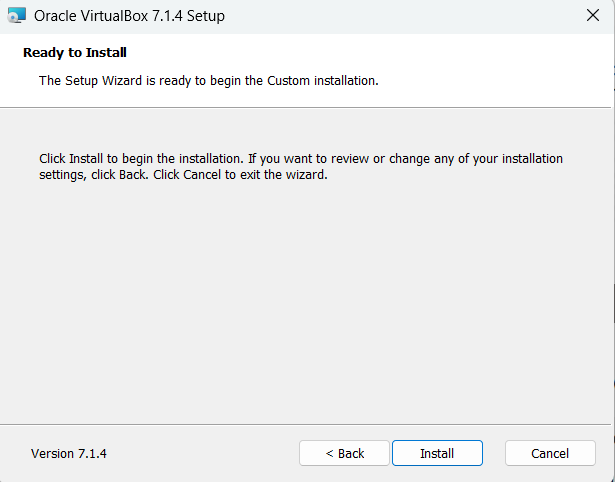 Oracle VirtualBox 7.1.4 Setup
Ready to Install
The Setup Wizard is ready to begin the Custom installation.
Click Install to begin the installation. If you want to review or change any of your installation
settings, click Back. Click Cancel to exit the wizard.
Version 7.1.4
< Back
Install
Cancel